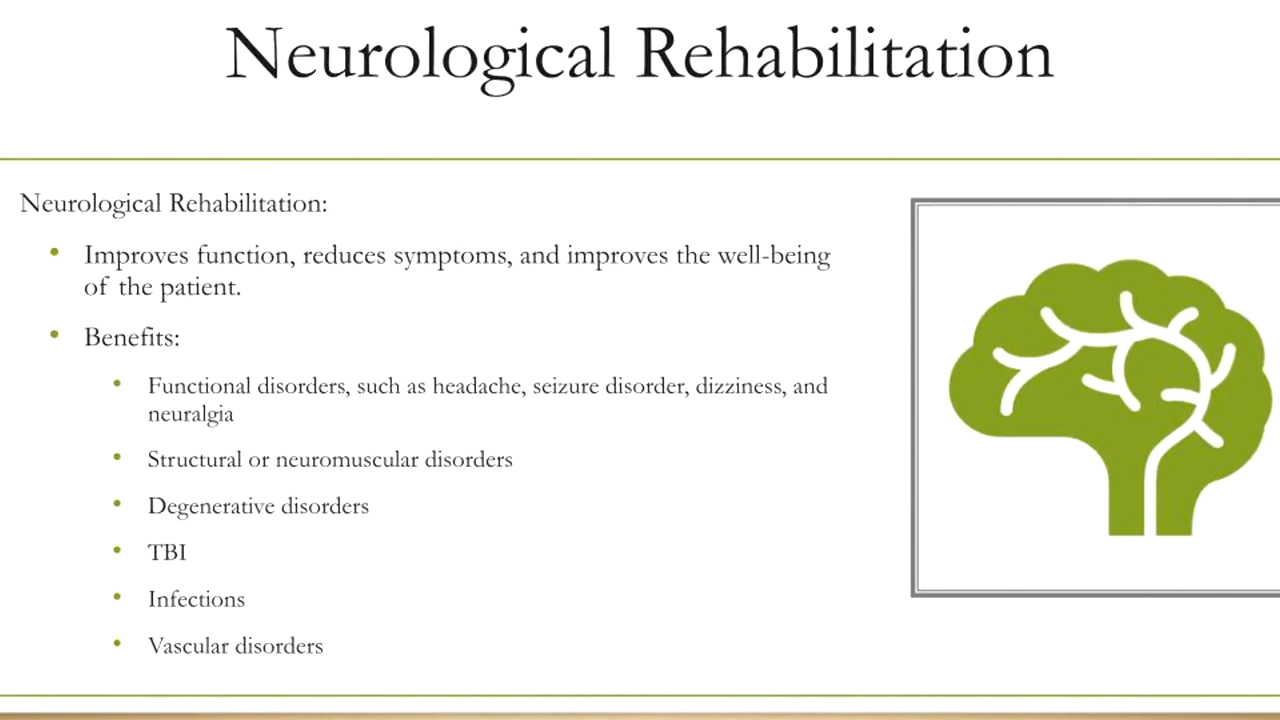 Neurological Rehabilitation
Neurological Rehabilitation:
• Improves function, reduces symptoms, and improves the well-being
of the patient.
• Benefits:
• Functional disorders, such as headache, seizure disorder, dizziness, and
neuralgia
• Structural or neuromuscular disorders
• Degenerative disorders
• TBI
• Infections
• Vascular disorders